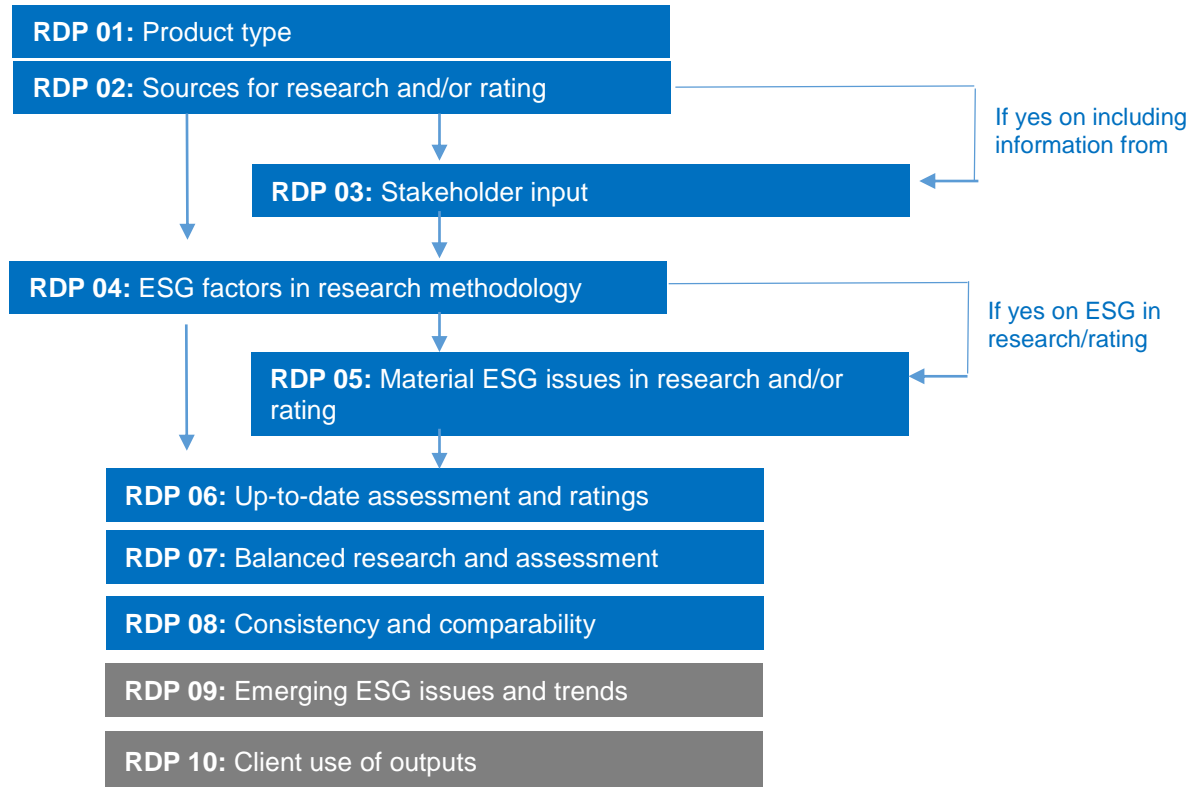 RDP 01: Product type
RDP 02: Sources for research and/or rating
If yes on including
information from
RDP 03: Stakeholder input
RDP 04: ESG factors in research methodology
If yes on ESG in
research/rating
RDP 05: Material ESG issues in research and/or
rating
RDP 06: Up-to-date assessment and ratings
RDP 07: Balanced research and assessment
RDP 08: Consistency and comparability
RDP 09: Emerging ESG issues and trends
RDP 10: Client use of outputs